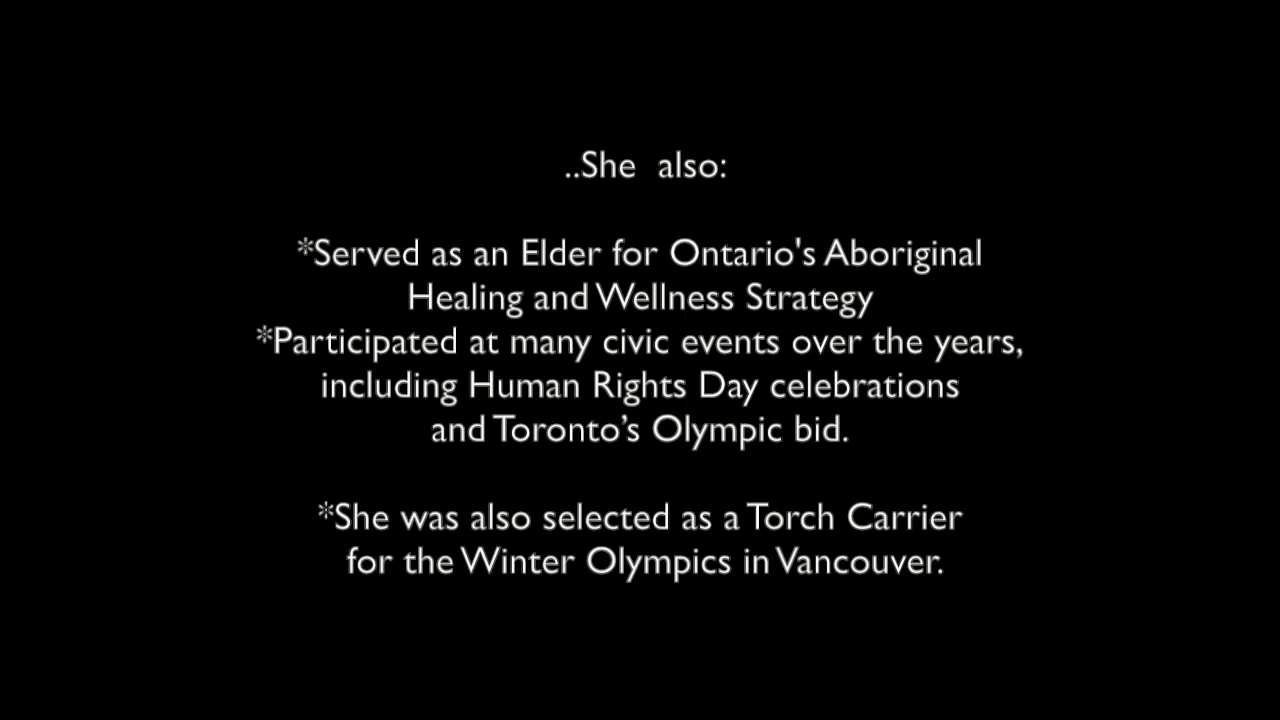 ..She  also:
*Served as an Elder for Ontario's Aboriginal
Healing and Wellness Strategy
*Participated at many civic events over the years,
including Human Rights Day celebrations
and Toronto’s Olympic bid.
*She was also selected as a Torch Carrier
for the Winter Olympics in Vancouver.